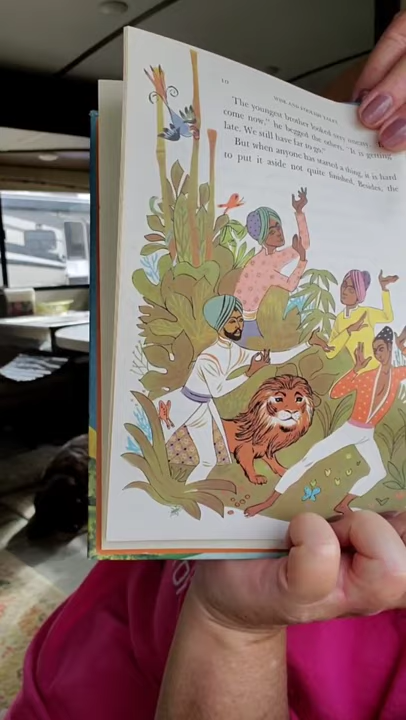 10
WISE AND FOOLISH TALES
The youngest brother looked very uneasy.
come now," he begged the others. "It is getting
late. We still have far to go."
But when anyone has started a thing, it is hard
to put it aside not quite finished. Besides, the